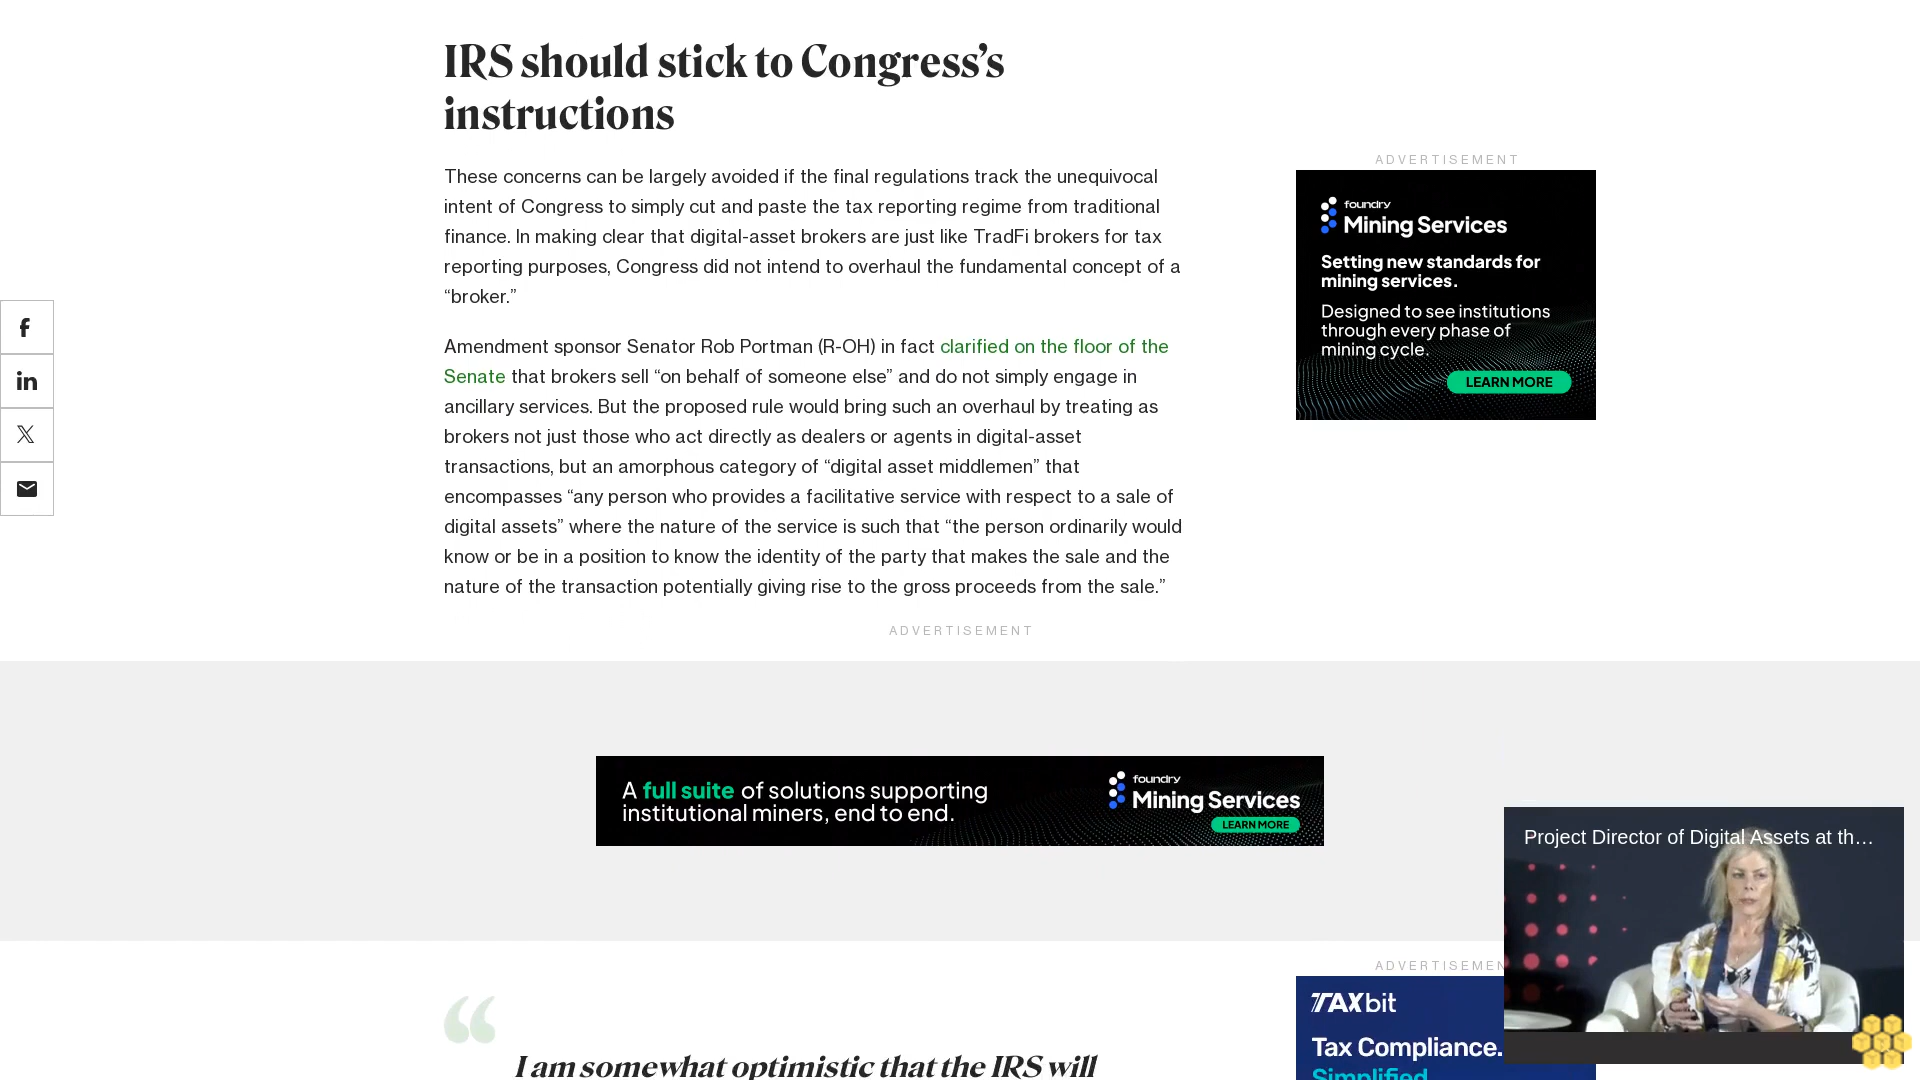 IRS should stick to Congress’s
instructions
These concerns can be largely avoided if the final regulations track the unequivocal
intent of Congress to simply cut and paste the tax reporting regime from traditional
finance. In making clear that digital-asset brokers are just like TradFi brokers for tax
reporting purposes, Congress did not intend to overhaul the fundamental concept of a
“broker.”
Amendment sponsor Senator Rob Portman (R-OH) in fact clarified on the floor of the
Senate that brokers sell “on behalf of someone else” and do not simply engage in
ancillary services. But the proposed rule would bring such an overhaul by treating as
brokers not just those who act directly as dealers or agents in digital-asset
transactions, but an amorphous category of “digital asset middlemen” that
encompasses “any person who provides a facilitative service with respect to a sale of
digital assets” where the nature of the service is such that “the person ordinarily would
know or be in a position to know the identity of the party that makes the sale and the
nature of the transaction potentially giving rise to the gross proceeds from the sale.”
ADVERTISEMENT
foundry
Mining Services
Setting new standards for
mining services.
Designed to see institutions
through every phase of
mining cycle.
LEARN MORE
ADVERTISEMENT
A full suite of solutions supporting
institutional miners, end to end.
foundry
Mining Services
LEARN MORE
Project Director of Digital Assets at th…
“
I am somewhat optimistic that the IRS will
ADVERTISEMEN
TAXbit
Tax Compliance.
Simplified